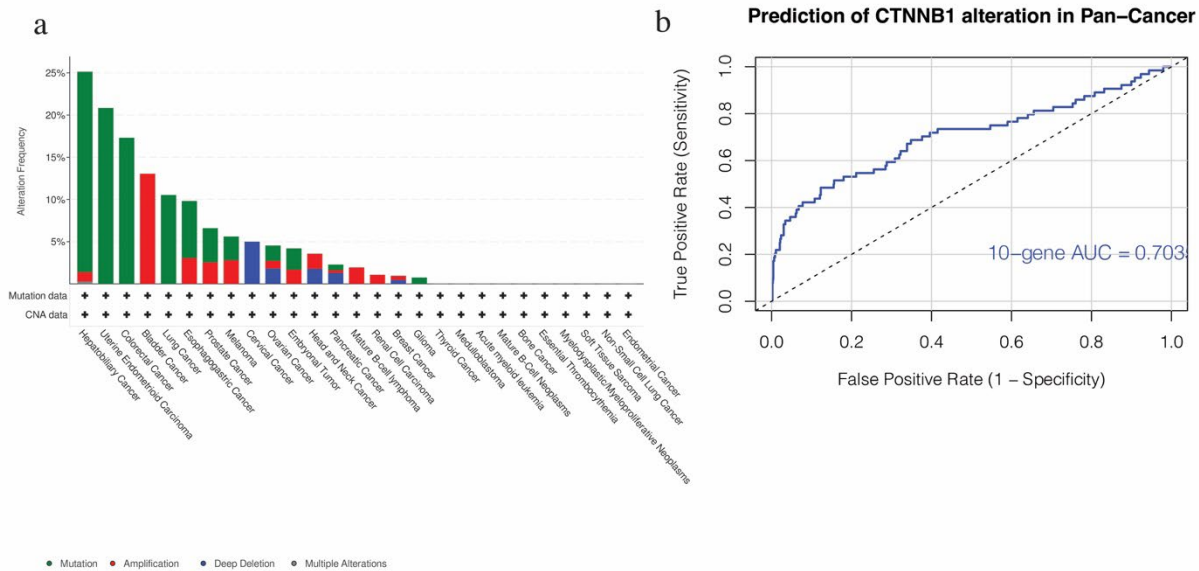 a
Alteration Frequency
25%
20%
15%
10%
5%
Mutation data
CNA data
Hepatobiliary Cancer
Uterine Endometrioid Carcinoma
Colorectal Cancer
Bladder Cancer
Lung Cancer
Esophagogastric Cancer
Prostate Cancer
Melanoma
Cervical Cancer
Ovarian Cancer
Embryonal Tumor
Head and Neck Cancer
Pancreatic Cancer
Mature B cell lymphoma
Renal Cell Carcinoma
Breast Cancer
Glioma
Thyroid Cancer
Medulloblastoma
Acute myeloid leukemia
Mature B-Cell Neoplasms
Bone Cancer
Essential Thrombocythemia
Myelodysplastic/Myeloproliferative Neoplasms
Soft Tissue Sarcoma
Non-Small Cell Lung Cancer
Endometrial Cancer
Mutation Amplification Deep Deletion Multiple Alterations
b
Prediction of CTNNB1 alteration in Pan-Cancer
True Positive Rate (Sensitivity)
1.0
0.8
0.6
0.4
0.2
0.0
10-gene AUC = 0.703
0.0 0.2 0.4 0.6 0.8 1.0
False Positive Rate (1 − Specificity)